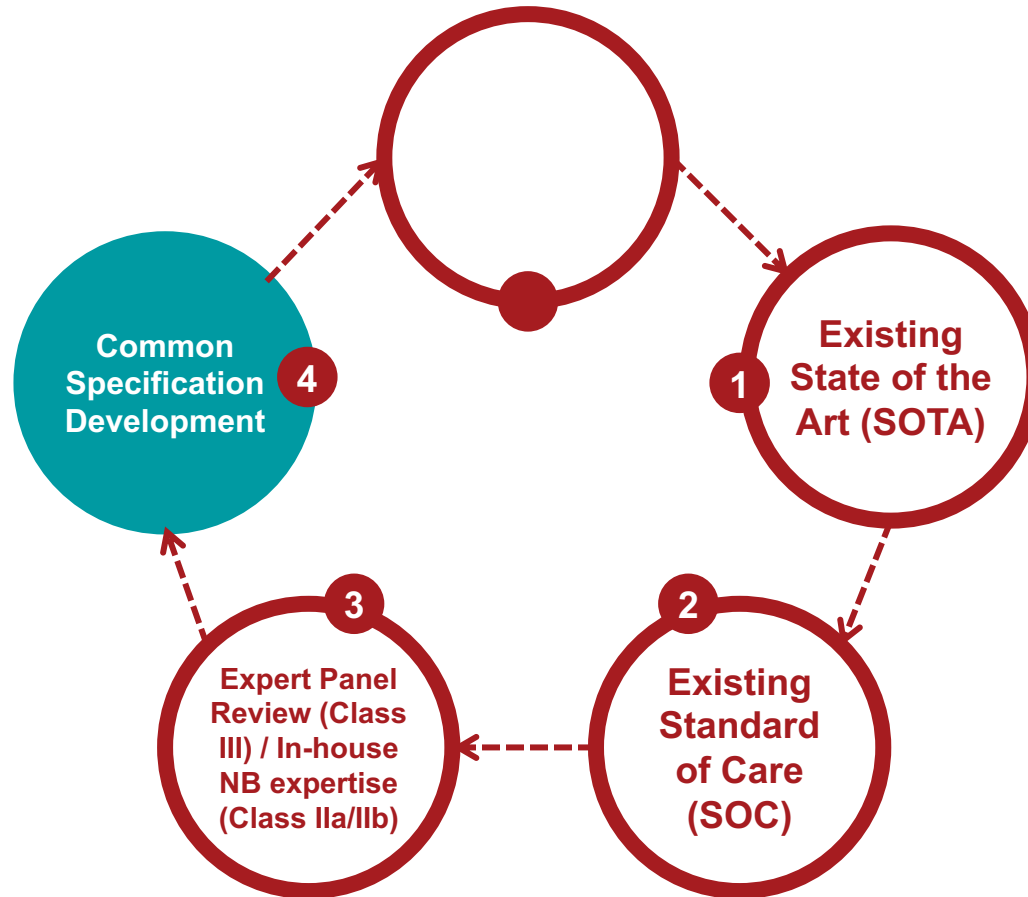 1
Existing
State of the
Art (SOTA)
2
Existing
Standard
of Care
(SOC)
3
Expert Panel
Review (Class
III) / In-house
NB expertise
(Class IIa/IIb)
4
Common
Specification
Development